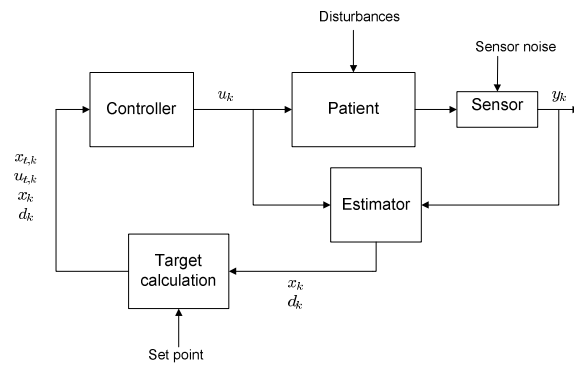 Disturbances
Sensor noise
Controller
u_k
Patient
Sensor
y_k
x_{t,k}
u_{t,k}
x_k
d_k
Estimator
Target
calculation
x_k
d_k
Set point